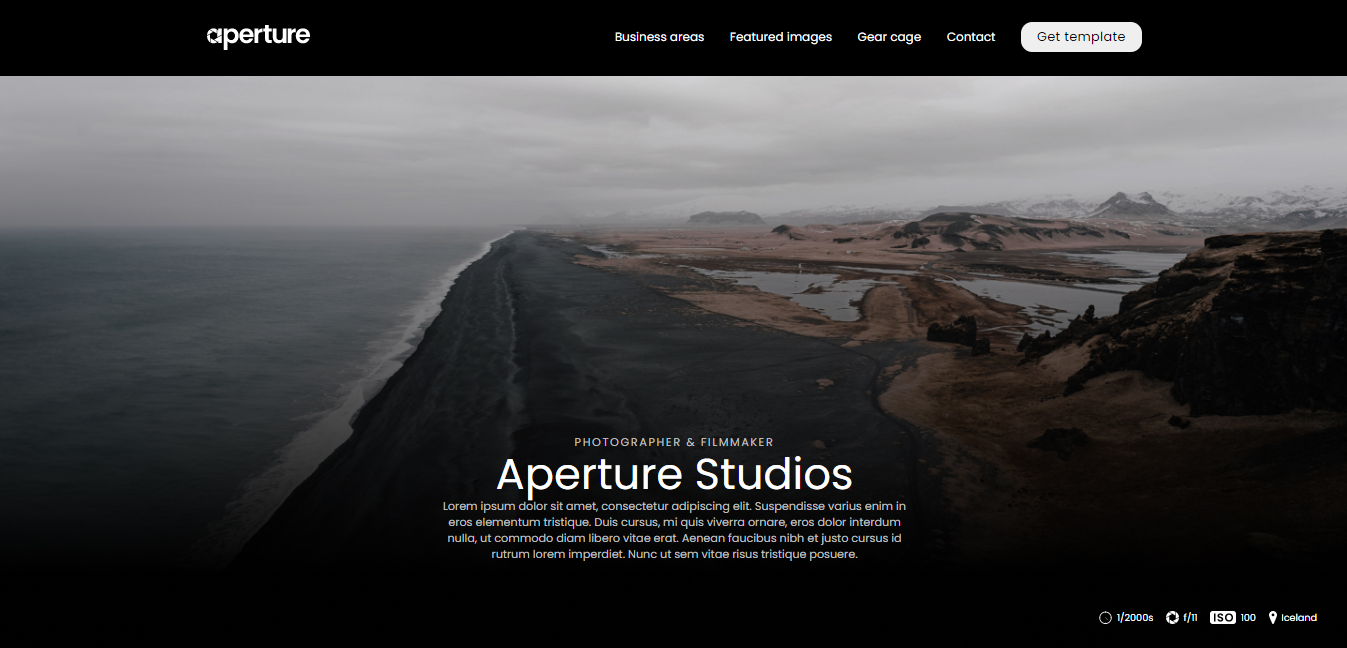 aperture
Business areas
Featured images
Gear cage
Contact
Get template
PHOTOGRAPHER & FILMMAKER
Aperture Studios
Lorem ipsum dolor sit amet, consectetur adipiscing elit. Suspendisse varius enim in
eros elementum tristique. Duis cursus, mi quis viverra ornare, eros dolor interdum
nulla, ut commodo diam libero vitae erat. Aenean faucibus nibh et justo cursus id
rutrum lorem imperdiet. Nunc ut sem vitae risus tristique posuere.
1/2000s
f/11
ISO 100
Iceland